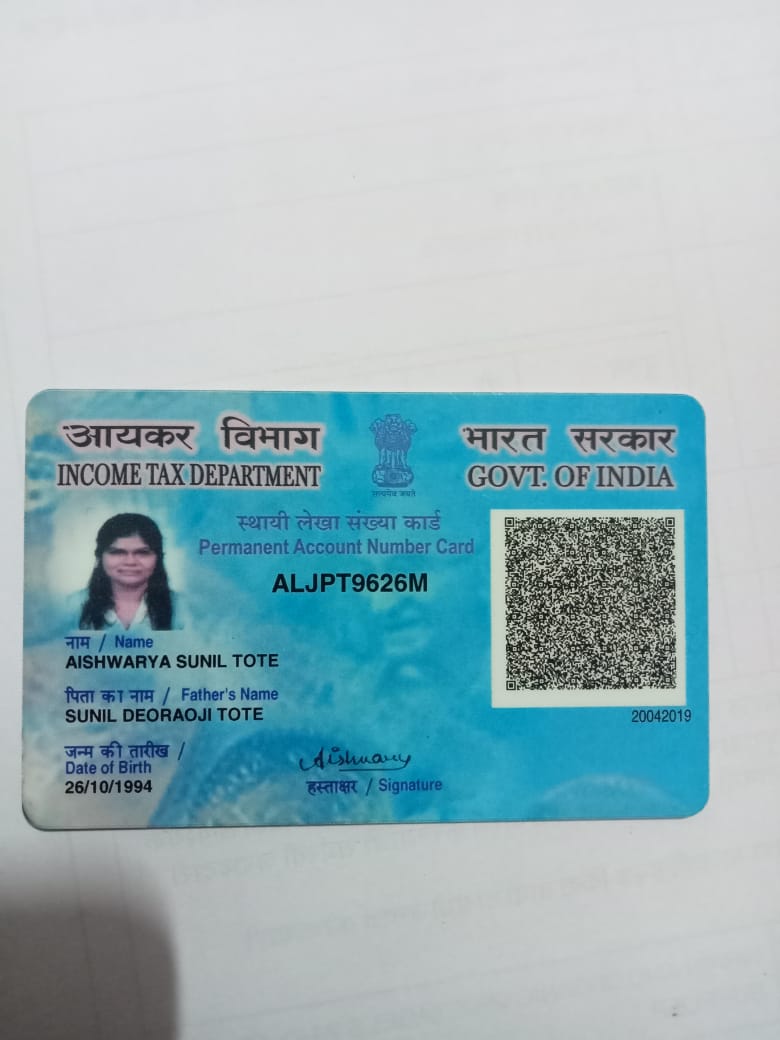 आयकर विभाग
INCOME TAX DEPARTMENT
सत्यमेव जयते
भारत सरकार
GOVT. OF INDIA
स्थायी लेखा संख्या कार्ड
Permanent Account Number Card
ALJPT9626M
नाम / Name
AISHWARYA SUNIL TOTE
पिता का नाम / Father's Name
SUNIL DEORAOJI TOTE
20042019
जन्म की तारीख /
Date of Birth
26/10/1994
हस्ताक्षर / Signature